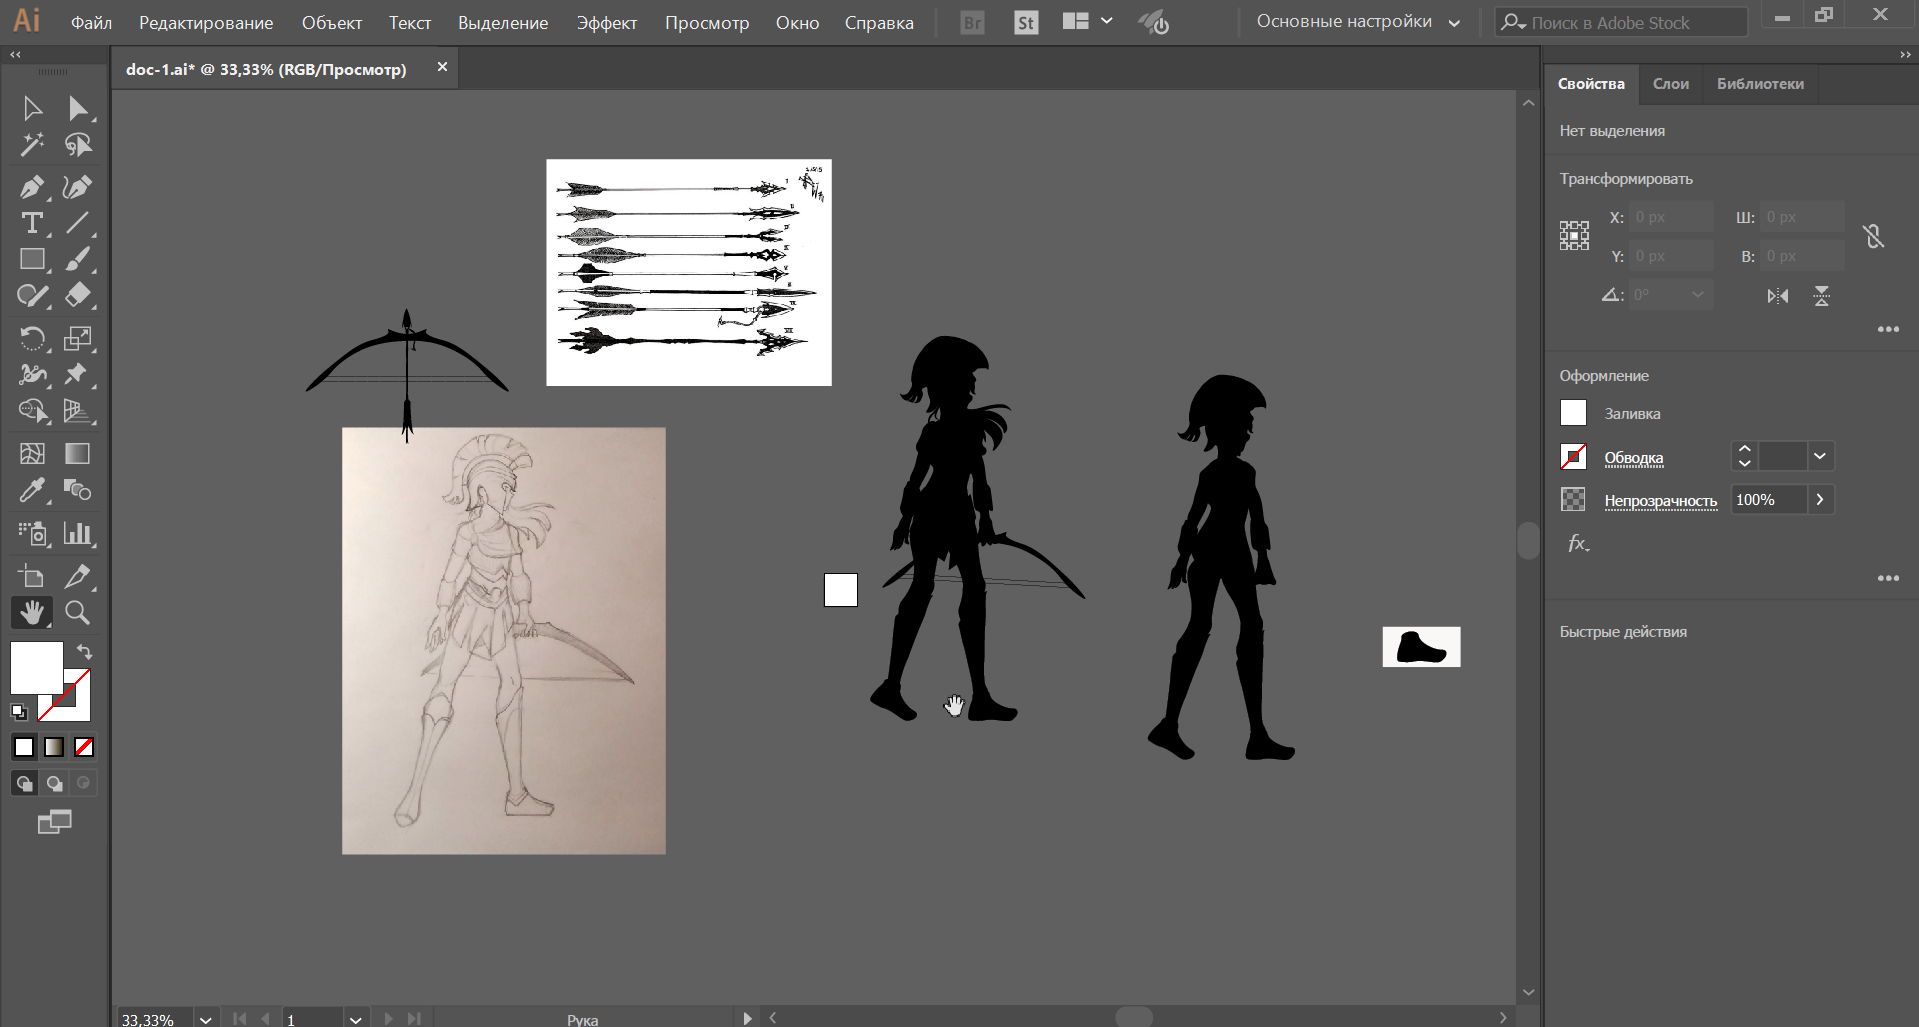 Ai Файл Редактирование Объект Текст Выделение Эффект Просмотр Окно Справка Br St Основные настройки Поиск в Adobe Stock
doc-1.ai* @ 33,33% (RGB/Просмотр)
Свойства Слои Библиотеки
Нет выделения
Трансформировать
X: 0 px Ш: 0 px
Y: 0 px В: 0 px
0°
Оформление
Заливка
Обводка
Непрозрачность 100%
fx
Быстрые действия
33,33% 1 Рука